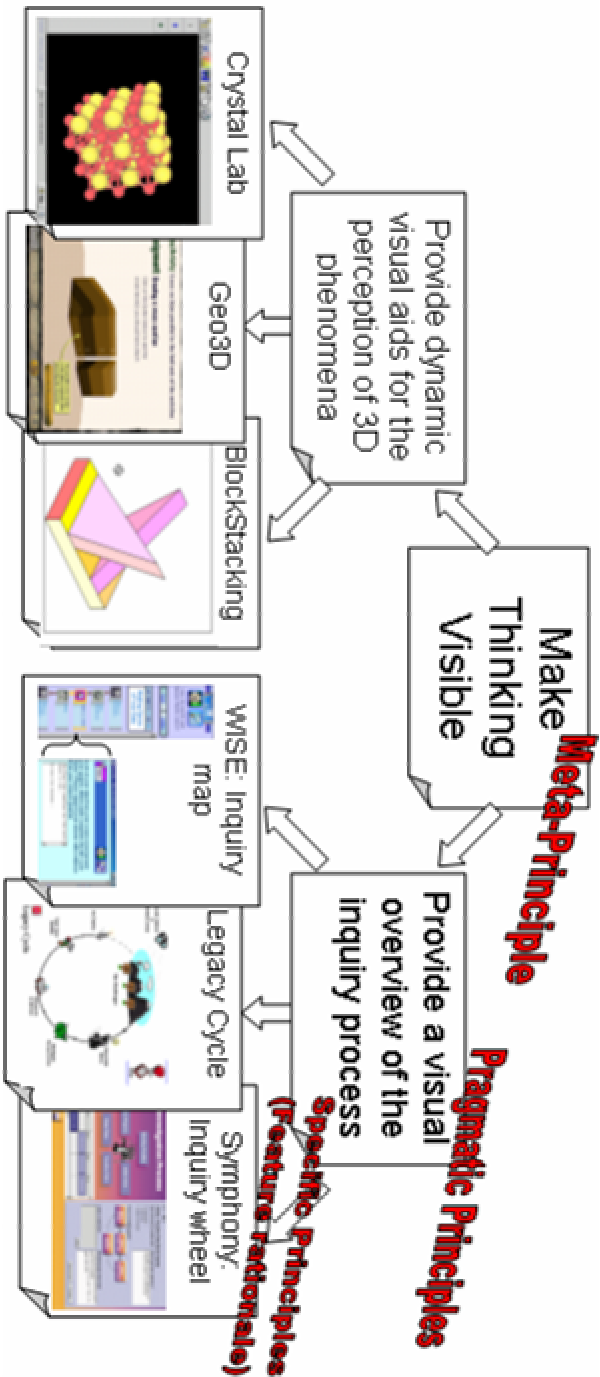 Make
Thinking
Visible
Meta-Principle
Provide dynamic
visual aids for the
perception of 3D
phenomena
Provide a visual
overview of the
inquiry process
Pragmatic Principles
Crystal Lab
Geo3D
BlockStacking
WISE: Inquiry
map
Legacy Cycle
Symphony:
Inquiry wheel
Specific Principles
(Feature rationale)